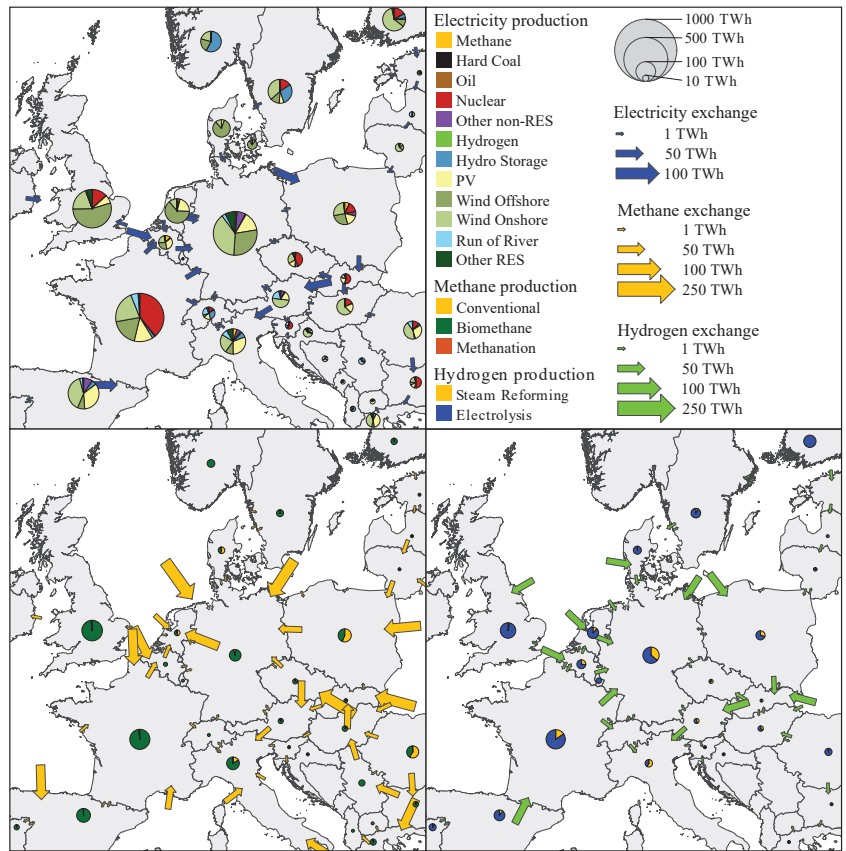 Electricity production
Methane
Hard Coal
Oil
Nuclear
Other non-RES
Hydrogen
Hydro Storage
PV
Wind Offshore
Wind Onshore
Run of River
Other RES
Methane production
Conventional
Biomethane
Methanation
Hydrogen production
Steam Reforming
Electrolysis
1000 TWh
500 TWh
100 TWh
10 TWh
Electricity exchange
1 TWh
50 TWh
100 TWh
Methane exchange
1 TWh
50 TWh
100 TWh
250 TWh
Hydrogen exchange
1 TWh
50 TWh
100 TWh
250 TWh